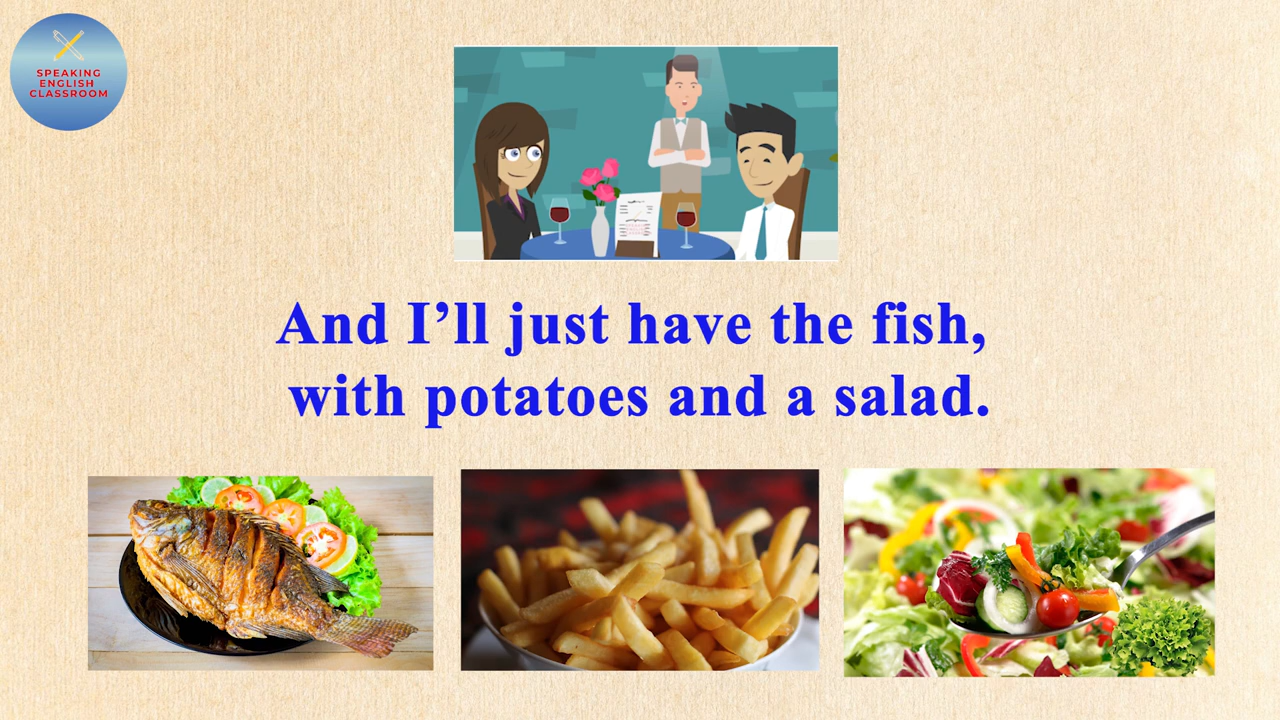 SPEAKING
ENGLISH
CLASSROOM
And I’ll just have the fish,
with potatoes and a salad.